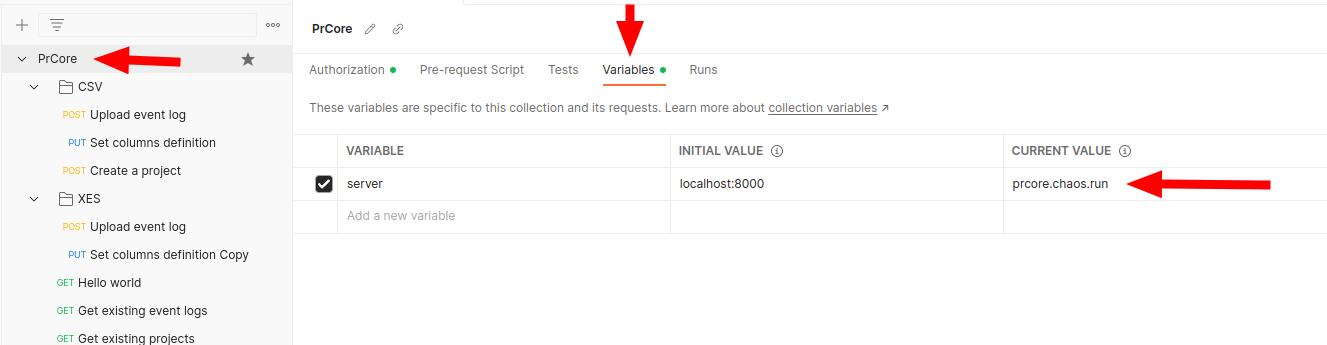 PrCore
CSV
POST Upload event log
PUT Set columns definition
POST Create a project
XES
POST Upload event log
PUT Set columns definition Copy
GET Hello world
GET Get existing event logs
GET Get existing projects
PrCore
Authorization Pre-request Script Tests Variables Runs
These variables are specific to this collection and its requests. Learn more about collection variables ↗
VARIABLE INITIAL VALUE CURRENT VALUE
server localhost:8000 prcore.chaos.run
Add a new variable